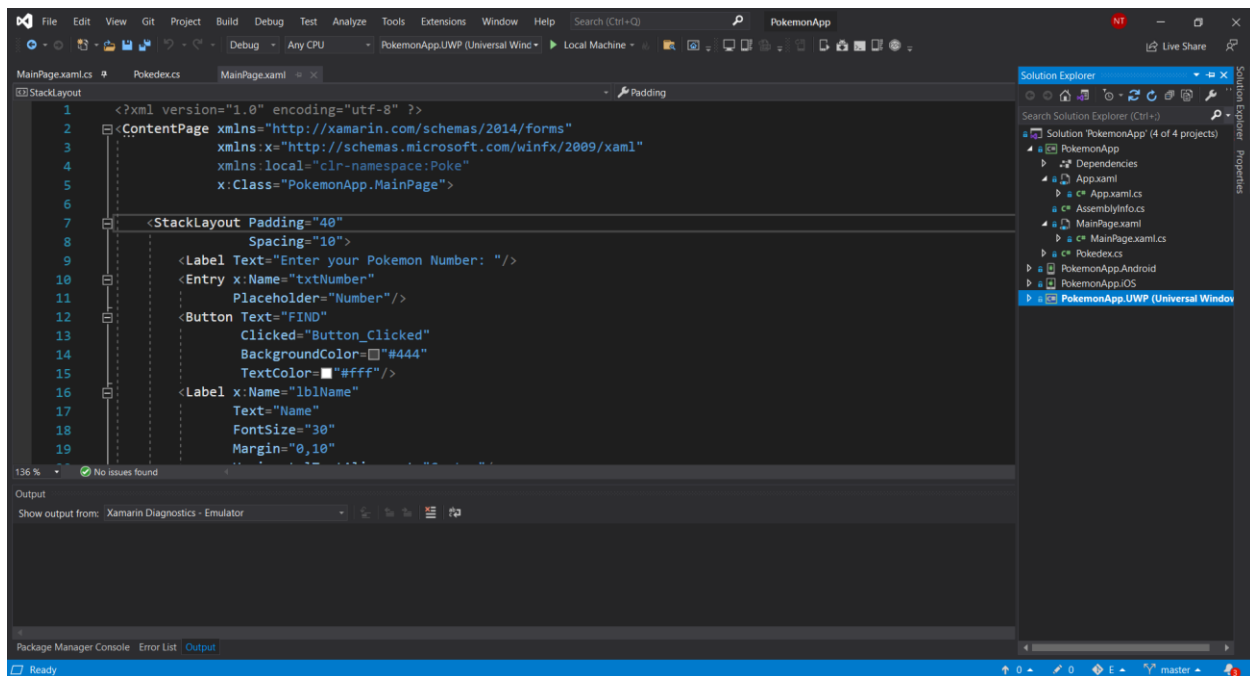 File Edit View Git Project Build Debug Test Analyze Tools Extensions Window Help Search (Ctrl+Q) PokemonApp NT
Debug Any CPU PokemonApp.UWP (Universal Wind Local Machine Live Share
MainPage.xaml.cs Pokedex.cs MainPage.xaml
StackLayout Padding
1 <?xml version="1.0" encoding="utf-8" ?>
2 <ContentPage xmlns="http://xamarin.com/schemas/2014/forms"
3 xmlns:x="http://schemas.microsoft.com/winfx/2009/xaml"
4 xmlns:local="clr-namespace:Poke"
5 x:Class="PokemonApp.MainPage">
6
7 <StackLayout Padding="40"
8 Spacing="10">
9 <Label Text="Enter your Pokemon Number: "/>
10 <Entry x:Name="txtNumber"
11 Placeholder="Number"/>
12 <Button Text="FIND"
13 Clicked="Button_Clicked"
14 BackgroundColor="#444"
15 TextColor="#fff"/>
16 <Label x:Name="lblName"
17 Text="Name"
18 FontSize="30"
19 Margin="0,10"
136 % No issues found
Output
Show output from: Xamarin Diagnostics - Emulator
Package Manager Console Error List Output
Solution Explorer
Search Solution Explorer (Ctrl+;)
Solution 'PokemonApp' (4 of 4 projects)
PokemonApp
Dependencies
App.xaml
C# App.xaml.cs
C# AssemblyInfo.cs
MainPage.xaml
C# MainPage.xaml.cs
C# Pokedex.cs
PokemonApp.Android
PokemonApp.iOS
PokemonApp.UWP (Universal Window
Solution Explorer
Properties
Ready 0 0 E master 3